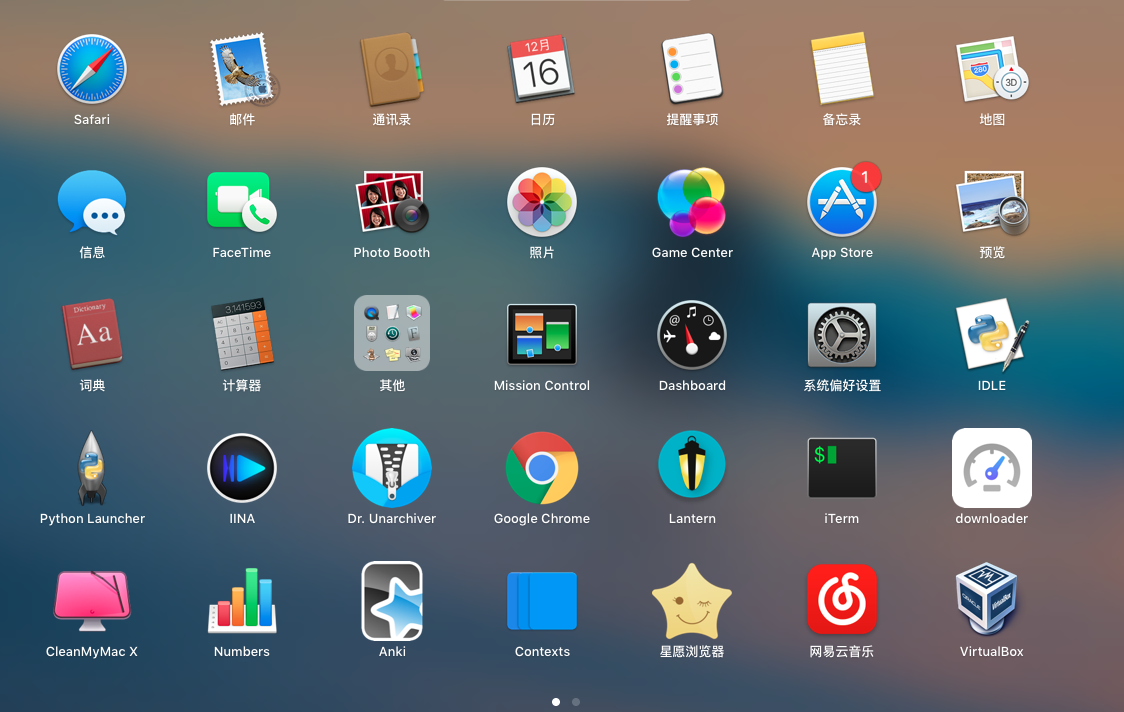 12月
16
280
3D
Safari
邮件
通讯录
日历
提醒事项
备忘录
地图
1
信息
FaceTime
Photo Booth
照片
Game Center
App Store
预览
Dictionary
Aa
3.141593
词典
计算器
其他
Mission Control
Dashboard
系统偏好设置
IDLE
$
Python Launcher
IINA
Dr. Unarchiver
Google Chrome
Lantern
iTerm
downloader
ORACLE
VirtualBox
CleanMyMac X
Numbers
Anki
Contexts
星愿浏览器
网易云音乐
VirtualBox